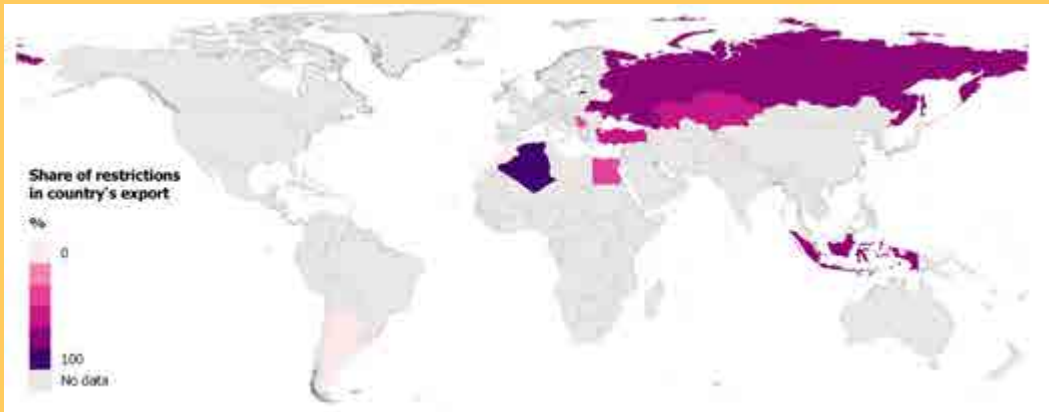 Share of restrictions
in country's export
%
0
100
No data